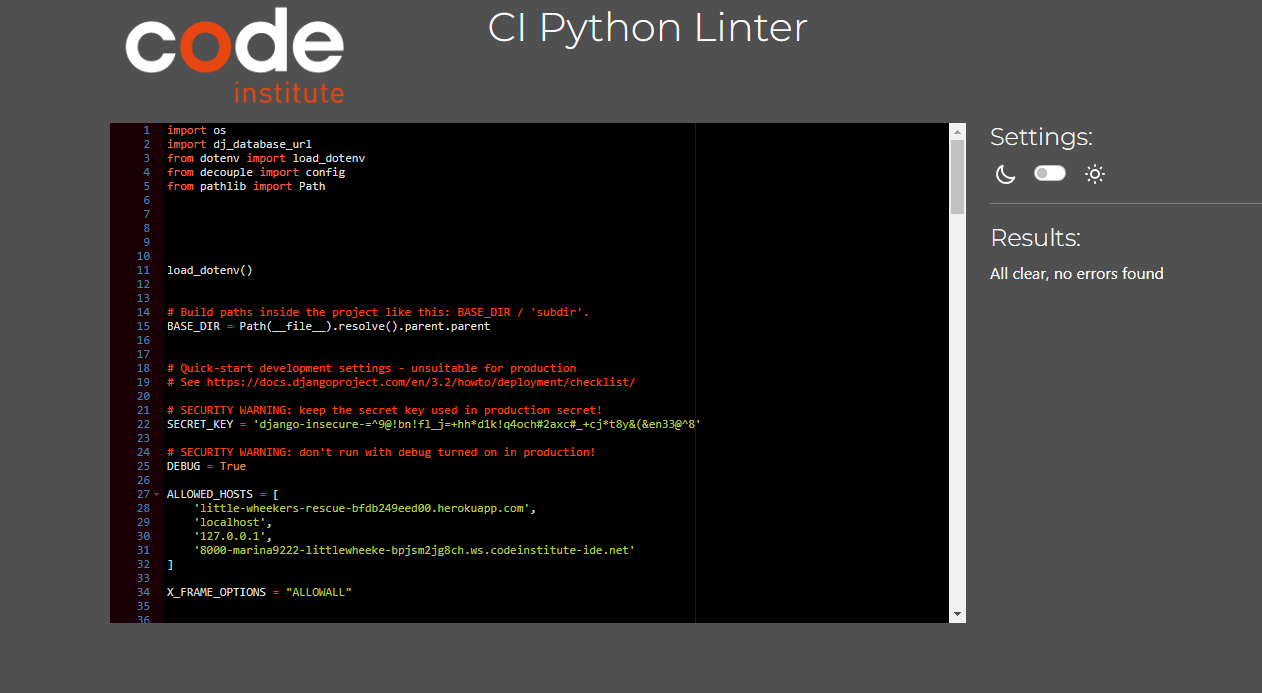 code
institute
CI Python Linter
1 import os
2 import dj_database_url
3 from dotenv import load_dotenv
4 from decouple import config
5 from pathlib import Path
6
7
8
9
10
11 load_dotenv()
12
13
14 # Build paths inside the project like this: BASE_DIR / 'subdir'.
15 BASE_DIR = Path(__file__).resolve().parent.parent
16
17
18 # Quick-start development settings - unsuitable for production
19 # See https://docs.djangoproject.com/en/3.2/howto/deployment/checklist/
20
21 # SECURITY WARNING: keep the secret key used in production secret!
22 SECRET_KEY = 'django-insecure-=^9@!bn!fl_j=+hh*d1k!q4och#2axc#_+cj*t8y&(&en33@^8'
23
24 # SECURITY WARNING: don't run with debug turned on in production!
25 DEBUG = True
26
27 ALLOWED_HOSTS = [
28 'little-wheekers-rescue-bfdb249eed00.herokuapp.com',
29 'localhost',
30 '127.0.0.1',
31 '8000-marina9222-littlewheeke-bpjsm2jg8ch.ws.codeinstitute-ide.net'
32 ]
33
34 X_FRAME_OPTIONS = "ALLOWALL"
35
36
Settings:
Results:
All clear, no errors found